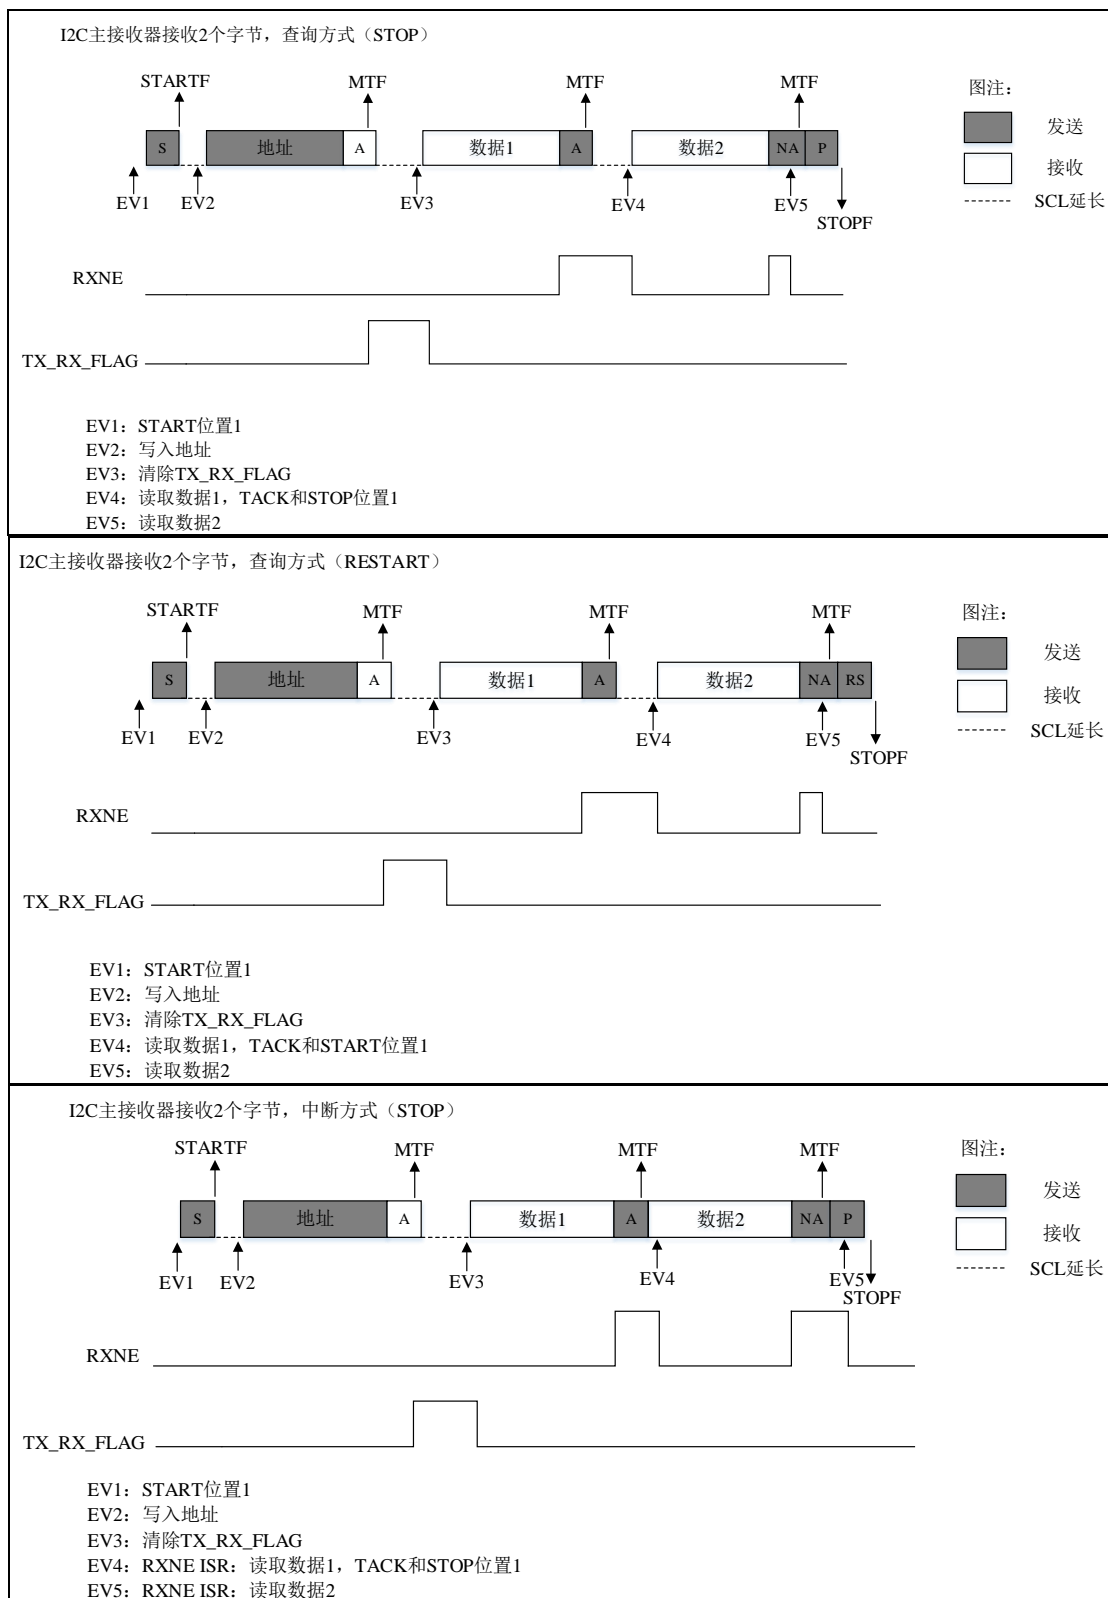 I2C主接收器接收2个字节，查询方式（STOP）
STARTF MTF MTF MTF 图注：
S 地址 A 数据1 A 数据2 NA P 发送
接收
EV1 EV2 EV3 EV4 EV5 SCL延长
STOPF
RXNE
TX_RX_FLAG
EV1：START位置1
EV2：写入地址
EV3：清除TX_RX_FLAG
EV4：读取数据1，TACK和STOP位置1
EV5：读取数据2
I2C主接收器接收2个字节，查询方式（RESTART）
STARTF MTF MTF MTF 图注：
S 地址 A 数据1 A 数据2 NA RS 发送
接收
EV1 EV2 EV3 EV4 EV5 SCL延长
STOPF
RXNE
TX_RX_FLAG
EV1：START位置1
EV2：写入地址
EV3：清除TX_RX_FLAG
EV4：读取数据1，TACK和START位置1
EV5：读取数据2
I2C主接收器接收2个字节，中断方式（STOP）
STARTF MTF MTF MTF 图注：
S 地址 A 数据1 A 数据2 NA P 发送
接收
EV1 EV2 EV3 EV4 EV5 SCL延长
STOPF
RXNE
TX_RX_FLAG
EV1：START位置1
EV2：写入地址
EV3：清除TX_RX_FLAG
EV4：RXNE ISR：读取数据1，TACK和STOP位置1
EV5：RXNE ISR：读取数据2